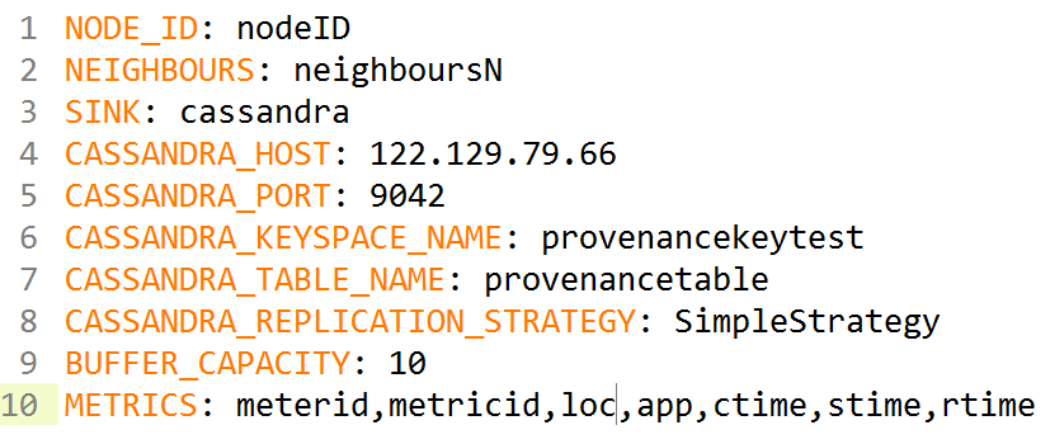 1 NODE_ID: nodeID
2 NEIGHBOURS: neighboursN
3 SINK: cassandra
4 CASSANDRA_HOST: 122.129.79.66
5 CASSANDRA_PORT: 9042
6 CASSANDRA_KEYSPACE_NAME: provenancekeytest
7 CASSANDRA_TABLE_NAME: provenancetable
8 CASSANDRA_REPLICATION_STRATEGY: SimpleStrategy
9 BUFFER_CAPACITY: 10
10 METRICS: meterid,metricid,loc,app,ctime,stime,rtime